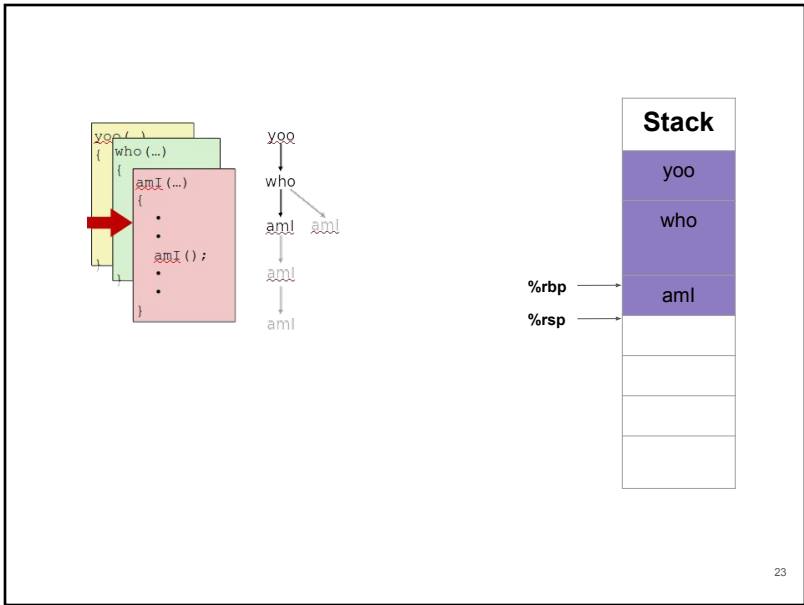 yoo(…)
{
}
who(…)
{
}
amI(…)
{
•
•
amI();
•
•
}
yoo
who
amI amI
amI
amI
Stack
yoo
who
amI
%rbp
%rsp
23